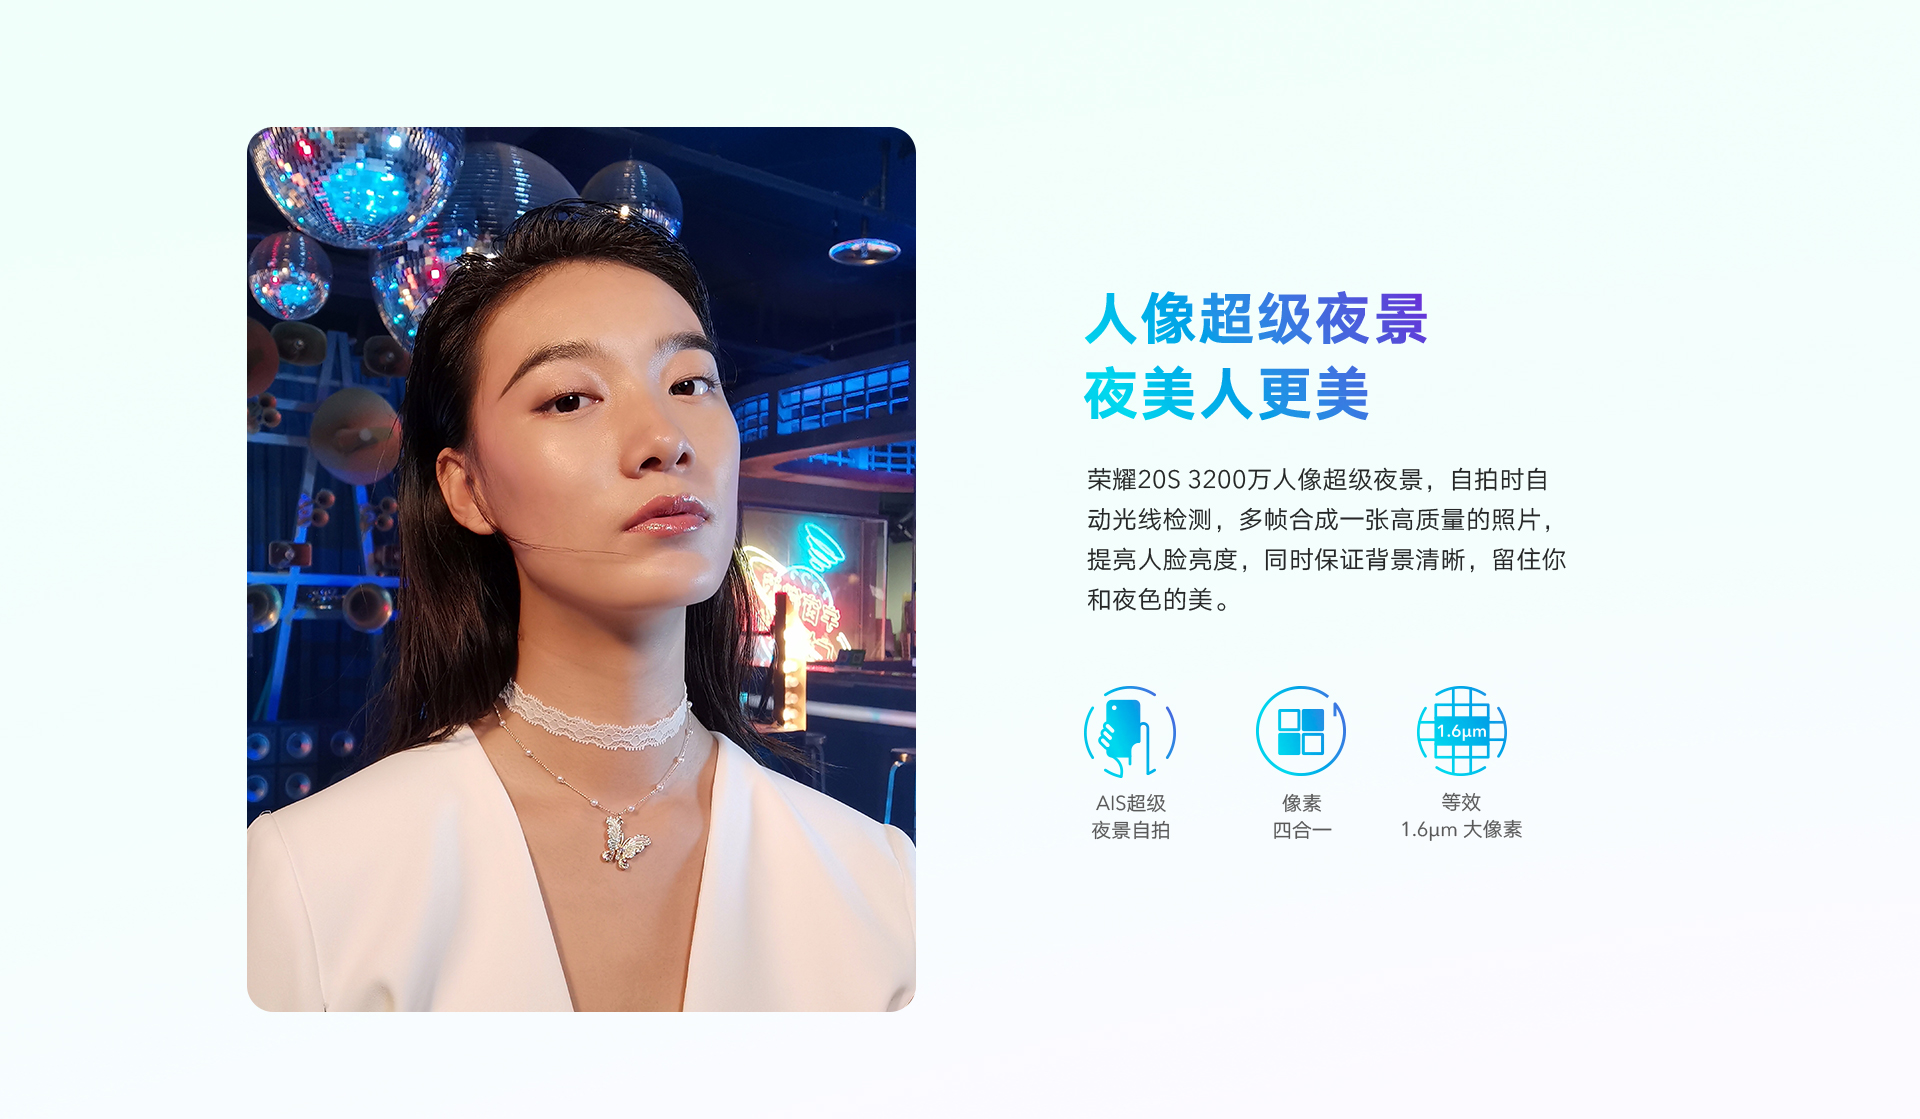 人像超级夜景
夜美人更美
荣耀20S 3200万人像超级夜景，自拍时自
动光线检测，多帧合成一张高质量的照片，
提亮人脸亮度，同时保证背景清晰，留住你
和夜色的美。
1.6μm
AIS超级
夜景自拍
像素
四合一
等效
1.6μm 大像素